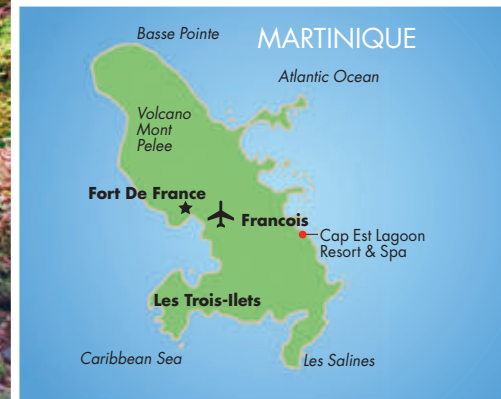 Basse Pointe
MARTINIQUE
Atlantic Ocean
Volcano
Mont
Pelee
Fort De France
Francois
Cap Est Lagoon
Resort & Spa
Les Trois-Ilets
Caribbean Sea
Les Salines